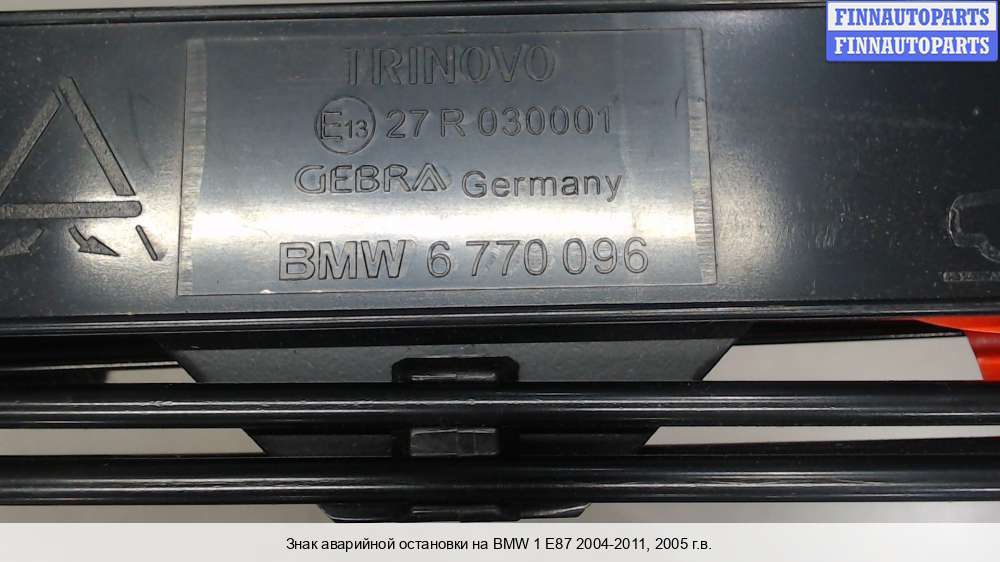 FINNAUTOPARTS
FINNAUTOPARTS
TRINOVO
E13 27 R 030001
GEBRA Germany
BMW 6 770 096
Знак аварийной остановки на BMW 1 E87 2004-2011, 2005 г.в.